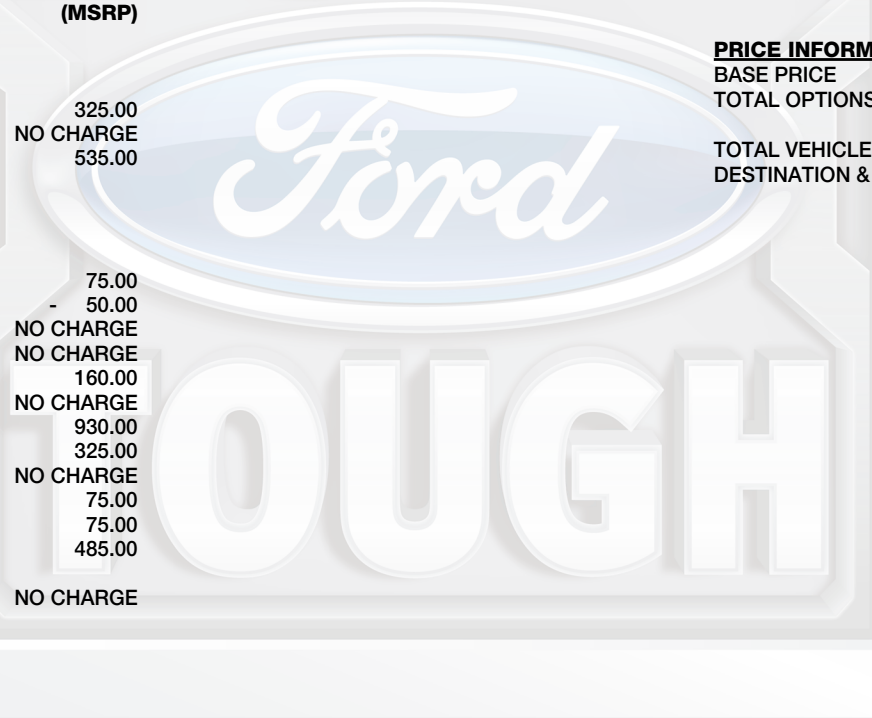 (MSRP)
325.00
NO CHARGE
535.00
75.00
- 50.00
NO CHARGE
NO CHARGE
160.00
NO CHARGE
930.00
325.00
NO CHARGE
75.00
75.00
485.00
NO CHARGE
PRICE INFORM
BASE PRICE
TOTAL OPTIONS
TOTAL VEHICLE
DESTINATION &
Ford
TOUGH